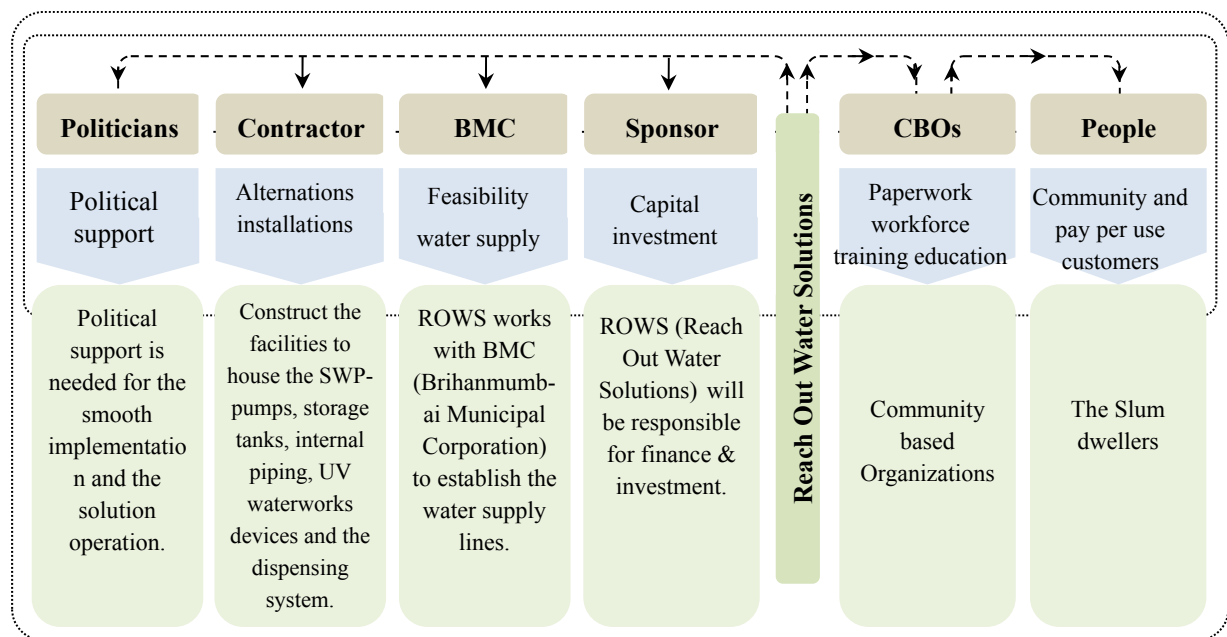 Politicians
Political
support
Political
support is
needed for the
smooth
implementatio
n and the
solution
operation.
Contractor
Alternations
installations
Construct the
facilities to
house the SWP-
pumps, storage
tanks, internal
piping, UV
waterworks
devices and the
dispensing
system.
BMC
Feasibility
water supply
ROWS works
with BMC
(Brihanmumb-
ai Municipal
Corporation)
to establish the
water supply
lines.
Sponsor
Capital
investment
ROWS (Reach
Out Water
Solutions) will
be responsible
for finance &
investment.
Reach Out Water Solutions
CBOs
Paperwork
workforce
training education
Community
based
Organizations
People
Community and
pay per use
customers
The Slum
dwellers